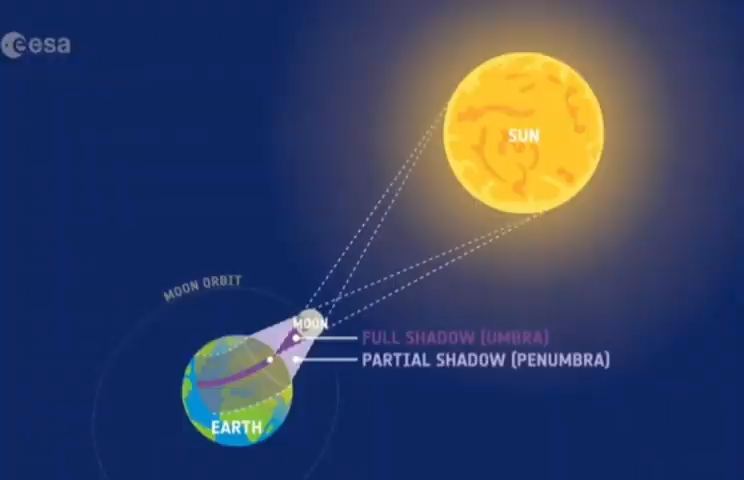 esa
SUN
MOON ORBIT
MOON
FULL SHADOW (UMBRA)
PARTIAL SHADOW (PENUMBRA)
EARTH